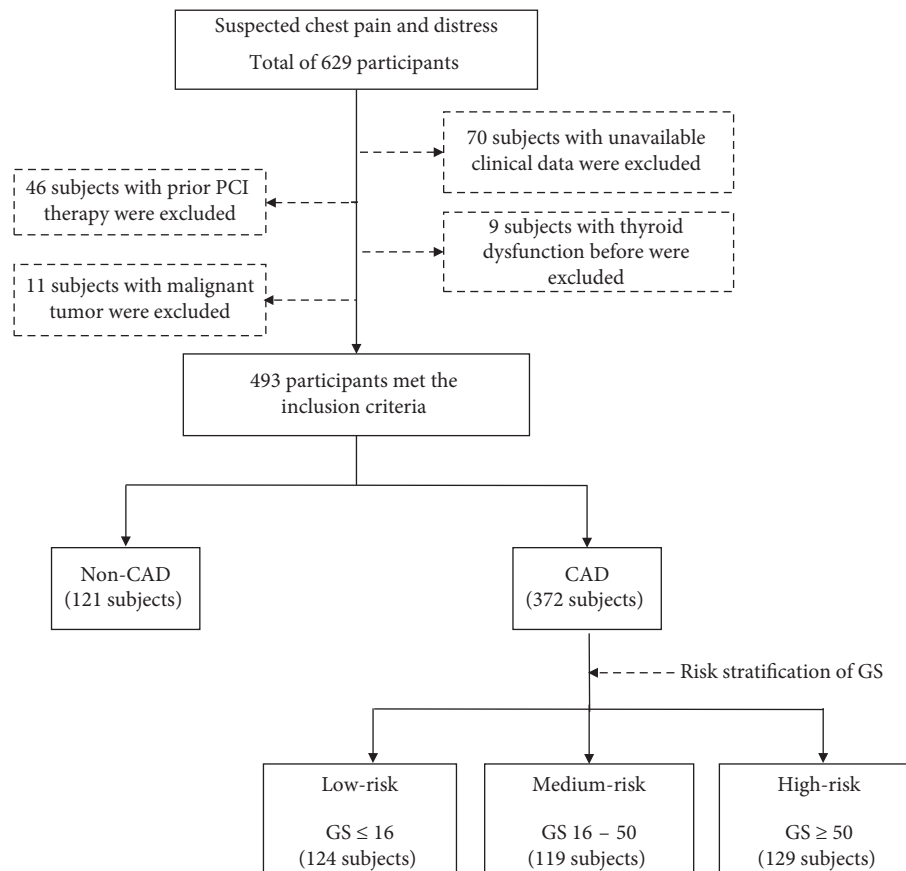 Suspected chest pain and distress
Total of 629 participants
70 subjects with unavailable
clinical data were excluded
46 subjects with prior PCI
therapy were excluded
9 subjects with thyroid
dysfunction before were
excluded
11 subjects with malignant
tumor were excluded
493 participants met the
inclusion criteria
Non-CAD
(121 subjects)
CAD
(372 subjects)
Risk stratification of GS
Low-risk
GS ≤ 16
(124 subjects)
Medium-risk
GS 16 – 50
(119 subjects)
High-risk
GS ≥ 50
(129 subjects)